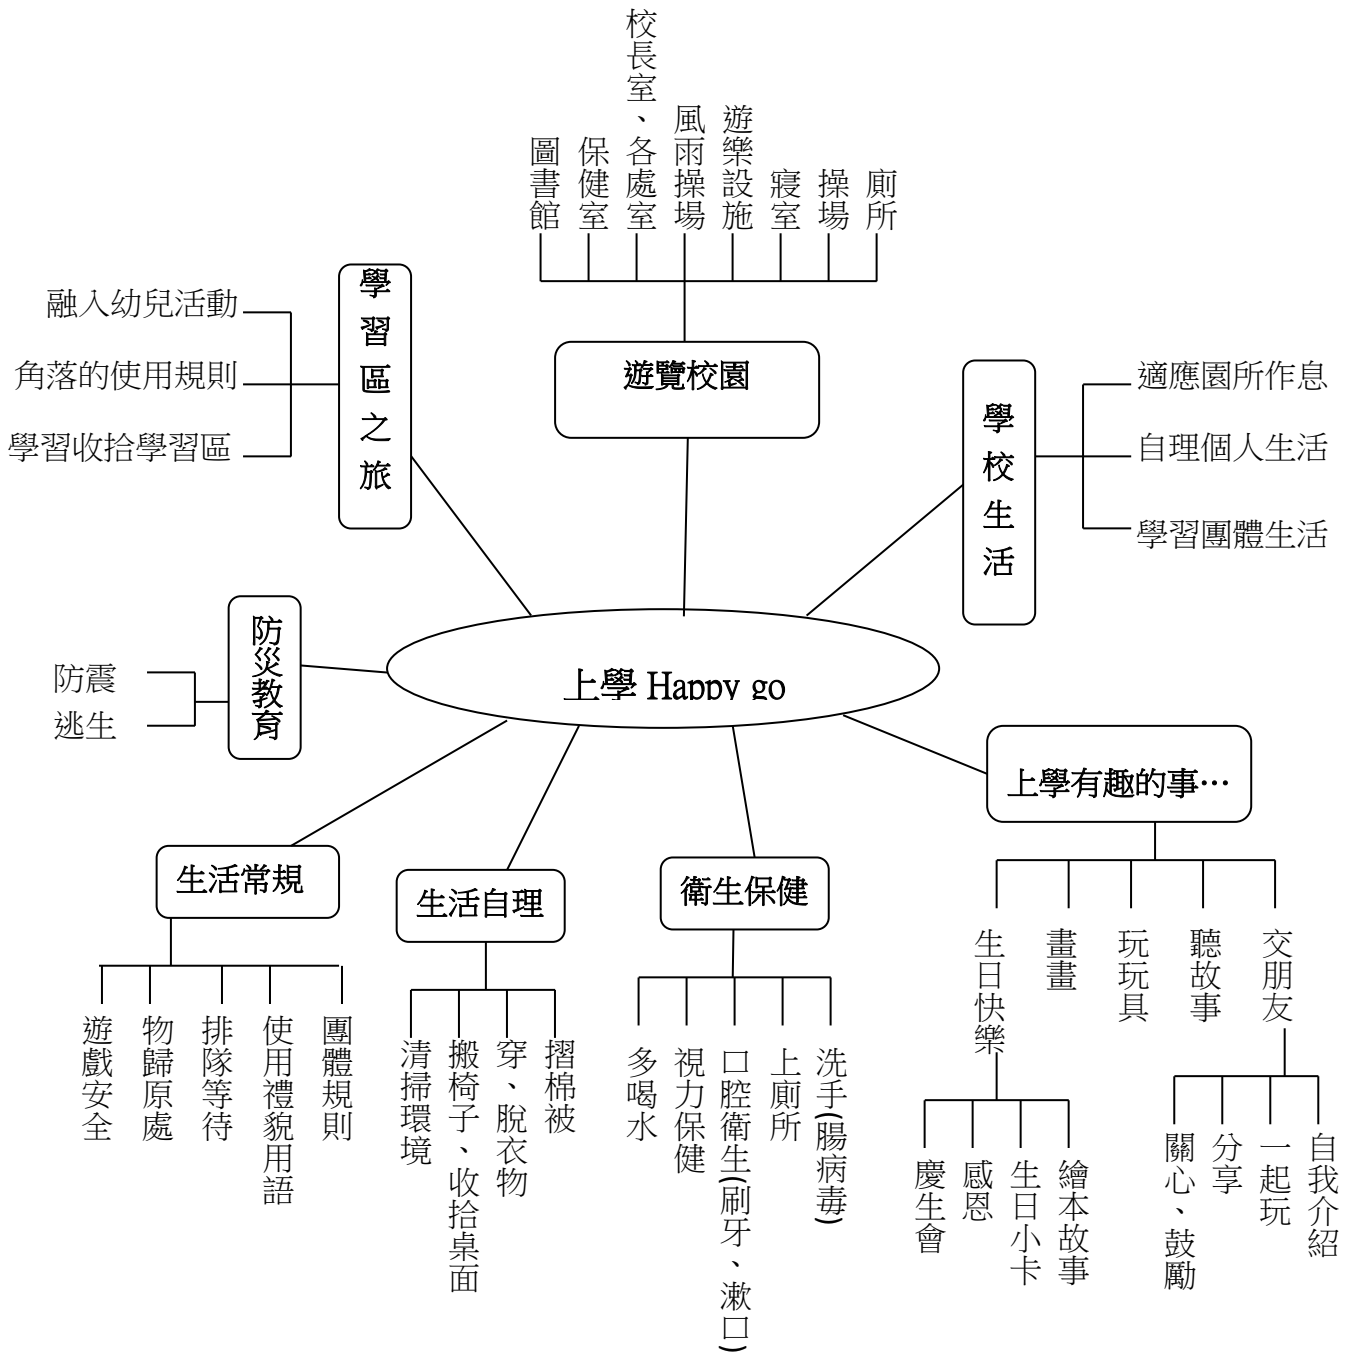 圖書館
保健室
校長室、各處室
風雨操場
遊樂設施
寢室
操場
廁所
遊覽校園
學習區之旅
融入幼兒活動
角落的使用規則
學習收拾學習區
學校生活
適應園所作息
自理個人生活
學習團體生活
防災教育
防震
逃生
上學 Happy go
上學有趣的事…
生日快樂
畫畫
玩玩具
聽故事
交朋友
慶生會
感恩
生日小卡
繪本故事
關心、鼓勵
分享
一起玩
自我介紹
生活常規
遊戲安全
物歸原處
排隊等待
使用禮貌用語
團體規則
生活自理
清掃環境
搬椅子、收拾桌面
穿、脫衣物
摺棉被
衛生保健
多喝水
視力保健
口腔衛生(刷牙、漱口)
上廁所
洗手(腸病毒)